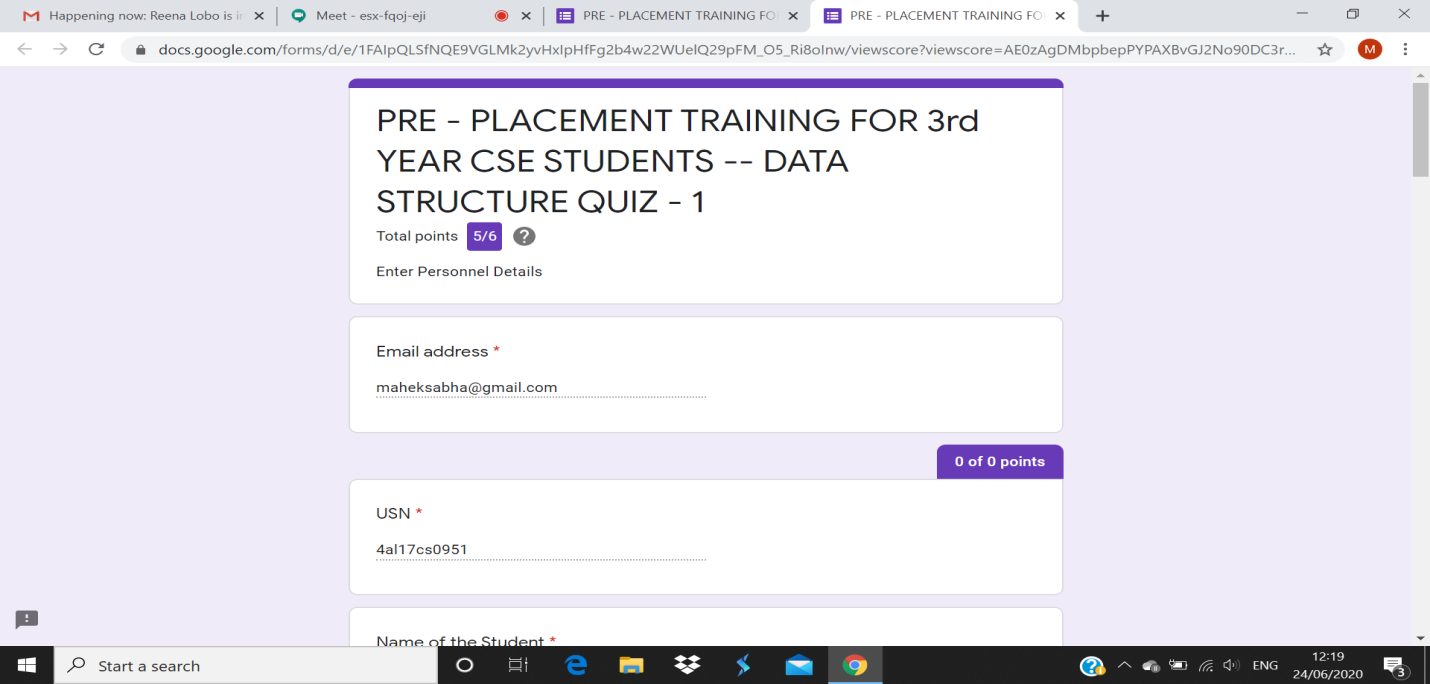 Happening now: Reena Lobo is in
Meet - esx-fqoj-eji
PRE - PLACEMENT TRAINING FO
PRE - PLACEMENT TRAINING FO
docs.google.com/forms/d/e/1FAIpQLSfNQE9VGLMk2yvHxIpHfFg2b4w22WUelQ29pFM_O5_Ri8oInw/viewscore?viewscore=AE0zAgDMbpbepPYPAXBvGJ2No90DC3r...
M
PRE - PLACEMENT TRAINING FOR 3rd
YEAR CSE STUDENTS -- DATA
STRUCTURE QUIZ - 1
Total points 5/6 ?
Enter Personnel Details
Email address *
maheksabha@gmail.com
0 of 0 points
USN *
4al17cs0951
Name of the Student *
Start a search
ENG
12:19
24/06/2020
3